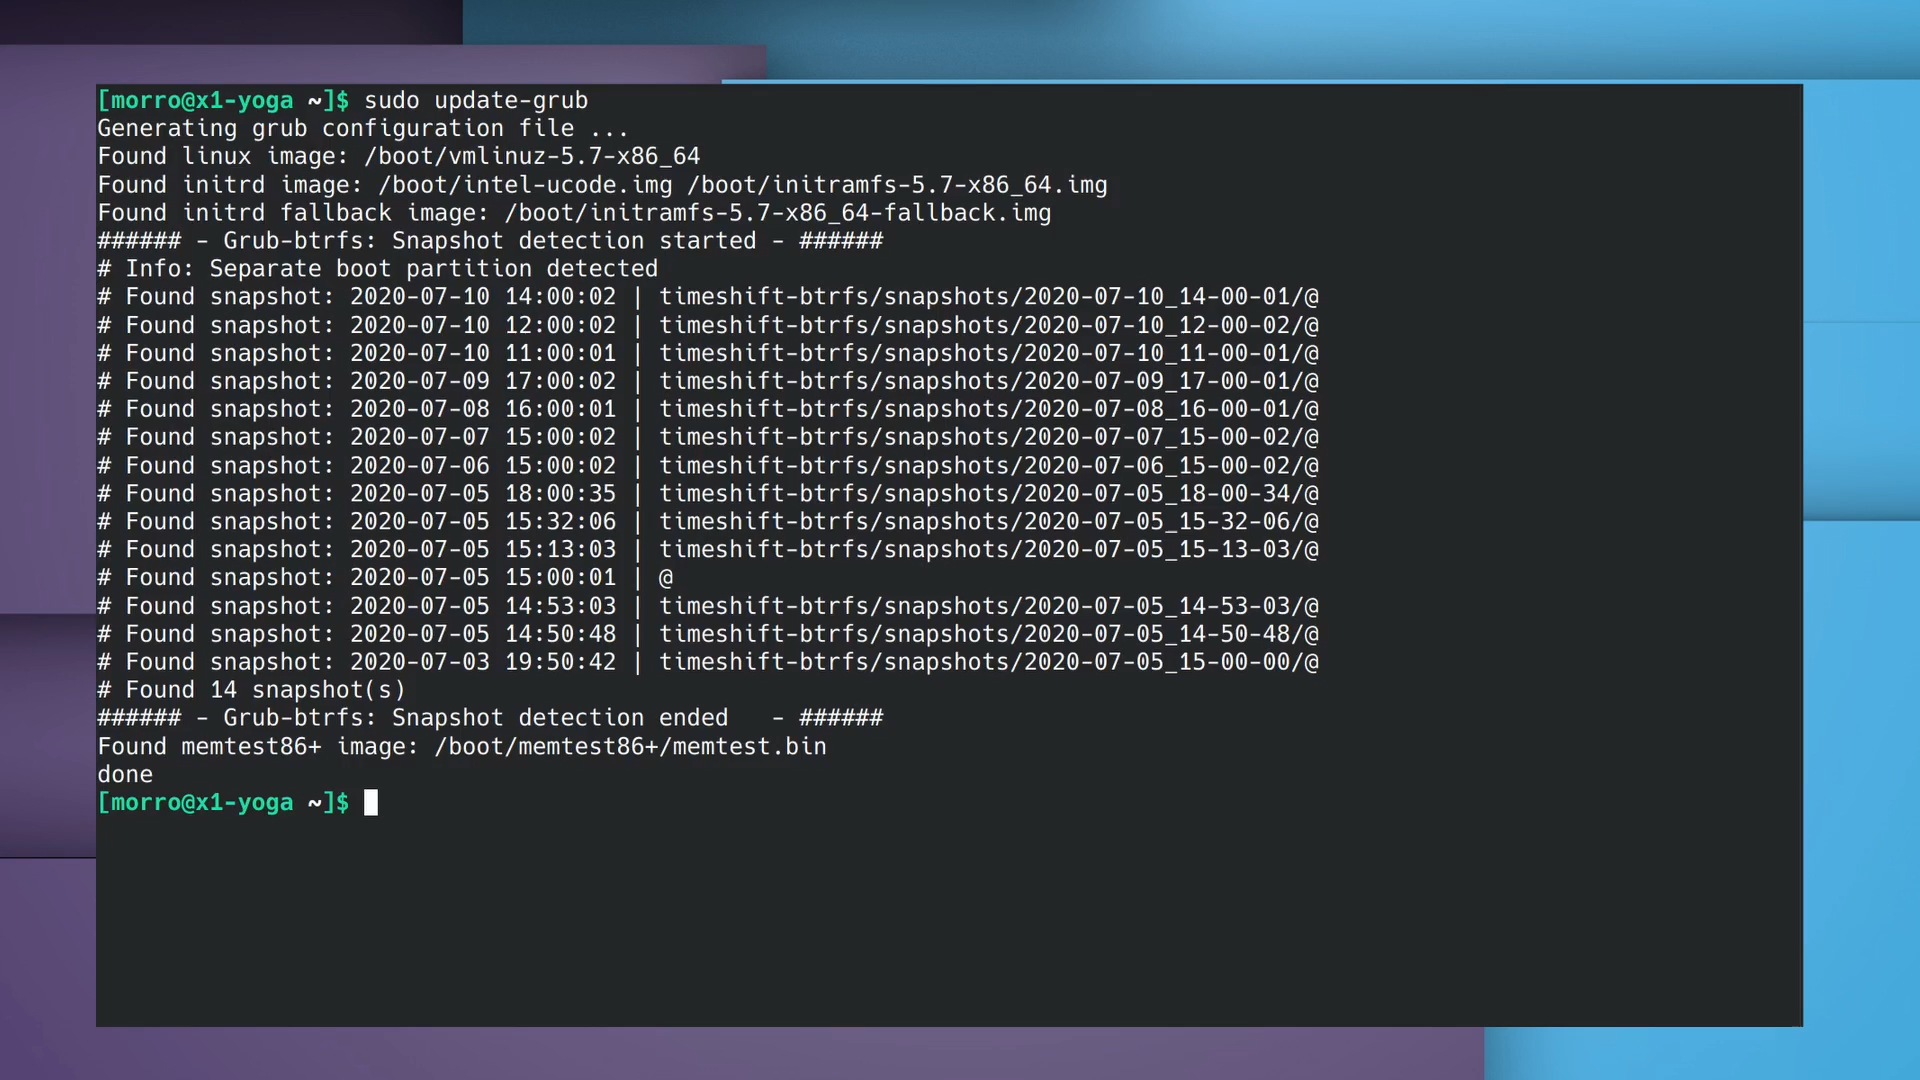 [morro@x1-yoga ~]$ sudo update-grub
Generating grub configuration file ...
Found linux image: /boot/vmlinuz-5.7-x86_64
Found initrd image: /boot/intel-ucode.img /boot/initramfs-5.7-x86_64.img
Found initrd fallback image: /boot/initramfs-5.7-x86_64-fallback.img
###### - Grub-btrfs: Snapshot detection started - ######
# Info: Separate boot partition detected
# Found snapshot: 2020-07-10 14:00:02 | timeshift-btrfs/snapshots/2020-07-10_14-00-01/@
# Found snapshot: 2020-07-10 12:00:02 | timeshift-btrfs/snapshots/2020-07-10_12-00-02/@
# Found snapshot: 2020-07-10 11:00:01 | timeshift-btrfs/snapshots/2020-07-10_11-00-01/@
# Found snapshot: 2020-07-09 17:00:02 | timeshift-btrfs/snapshots/2020-07-09_17-00-01/@
# Found snapshot: 2020-07-08 16:00:01 | timeshift-btrfs/snapshots/2020-07-08_16-00-01/@
# Found snapshot: 2020-07-07 15:00:02 | timeshift-btrfs/snapshots/2020-07-07_15-00-02/@
# Found snapshot: 2020-07-06 15:00:02 | timeshift-btrfs/snapshots/2020-07-06_15-00-02/@
# Found snapshot: 2020-07-05 18:00:35 | timeshift-btrfs/snapshots/2020-07-05_18-00-34/@
# Found snapshot: 2020-07-05 15:32:06 | timeshift-btrfs/snapshots/2020-07-05_15-32-06/@
# Found snapshot: 2020-07-05 15:13:03 | timeshift-btrfs/snapshots/2020-07-05_15-13-03/@
# Found snapshot: 2020-07-05 15:00:01 | @
# Found snapshot: 2020-07-05 14:53:03 | timeshift-btrfs/snapshots/2020-07-05_14-53-03/@
# Found snapshot: 2020-07-05 14:50:48 | timeshift-btrfs/snapshots/2020-07-05_14-50-48/@
# Found snapshot: 2020-07-03 19:50:42 | timeshift-btrfs/snapshots/2020-07-05_15-00-00/@
# Found 14 snapshot(s)
###### - Grub-btrfs: Snapshot detection ended   - ######
Found memtest86+ image: /boot/memtest86+/memtest.bin
done
[morro@x1-yoga ~]$